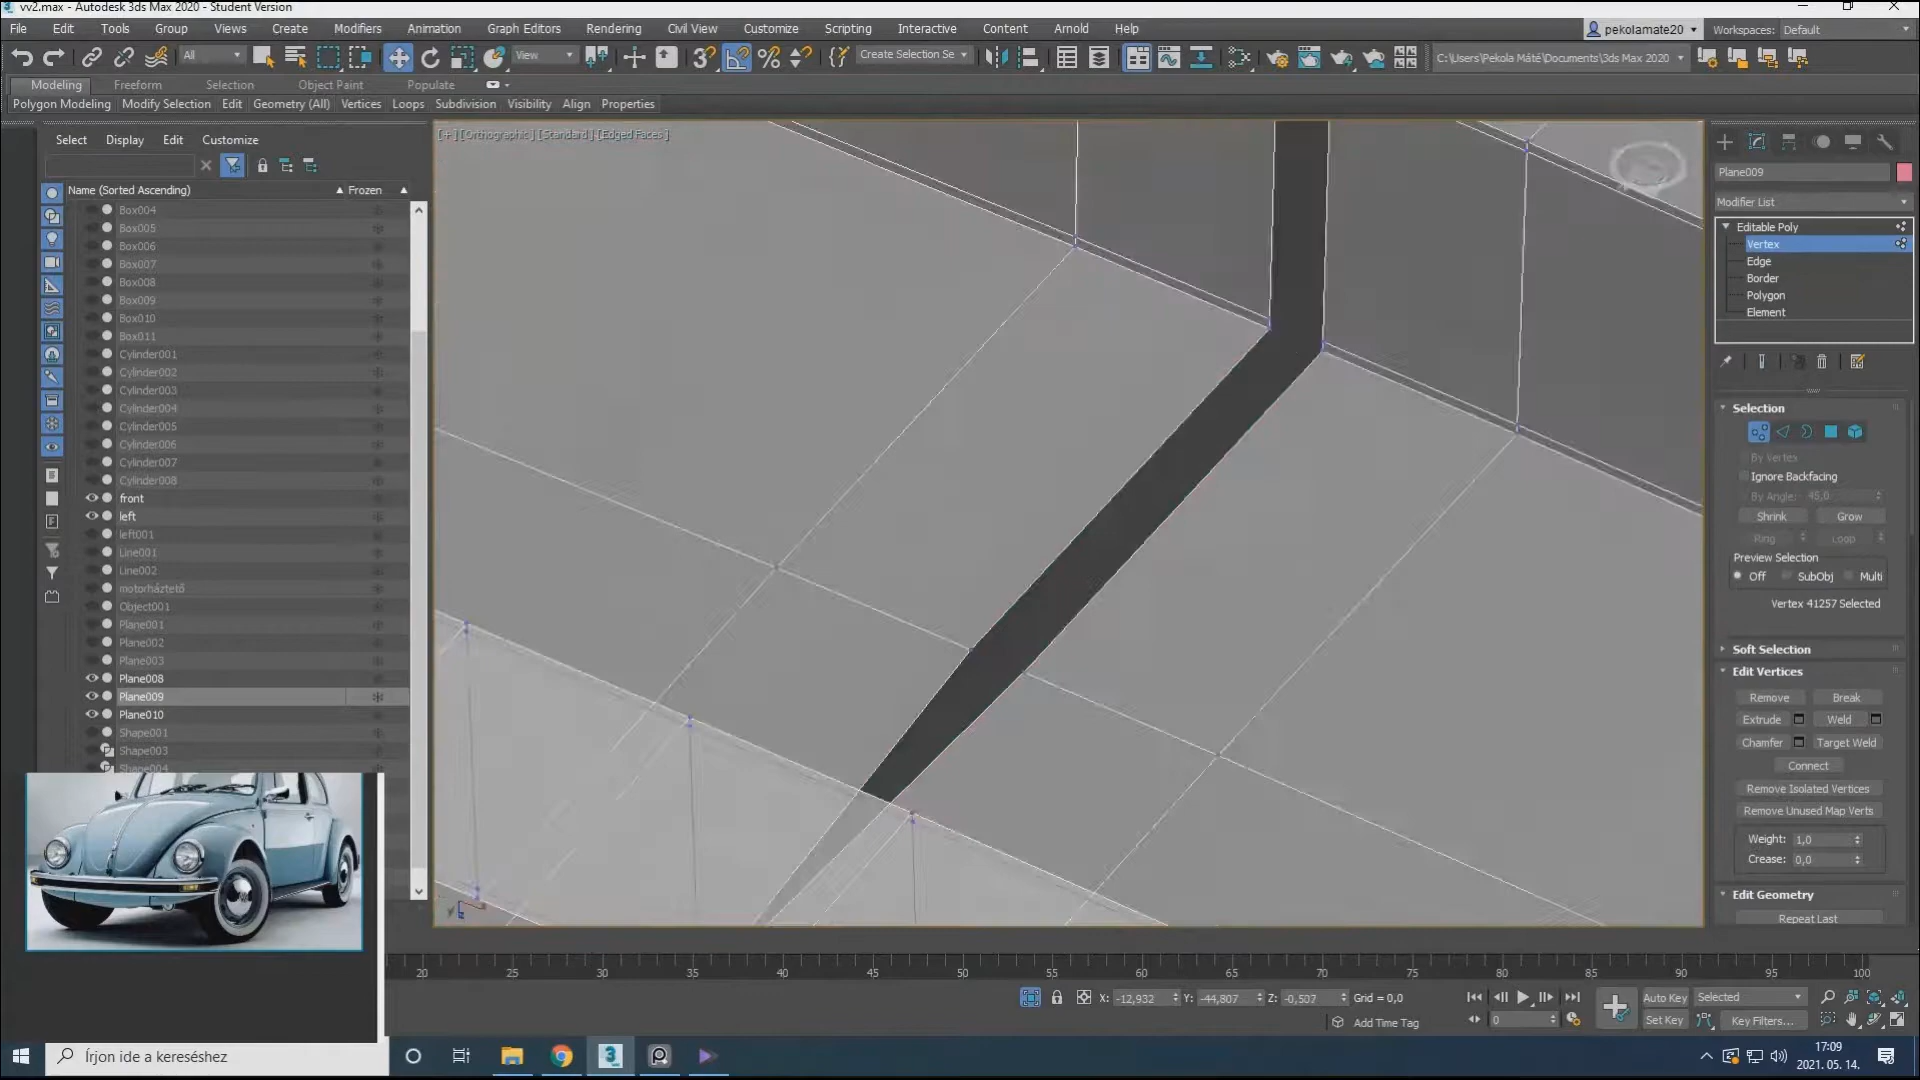 vv2.max - Autodesk 3ds Max 2020 - Student Version
File Edit Tools Group Views Create Modifiers Animation Graph Editors Rendering Civil View Customize Scripting Interactive Content Arnold Help pekolamate20 Workspaces: Default
All View Create Selection Se C:\Users\Pekola Máté\Documents\3ds Max 2020
Modeling Freeform Selection Object Paint Populate
Polygon Modeling Modify Selection Edit Geometry (All) Vertices Loops Subdivision Visibility Align Properties
Select Display Edit Customize
[+] [Orthographic] [Standard] [Edged Faces]
Name (Sorted Ascending) Frozen
Box004
Box005
Box006
Box007
Box008
Box009
Box010
Box011
Cylinder001
Cylinder002
Cylinder003
Cylinder004
Cylinder005
Cylinder006
Cylinder007
Cylinder008
front
left
left001
Line001
Line002
motorháztető
Object001
Plane001
Plane002
Plane003
Plane008
Plane009
Plane010
Shape001
Shape003
Shape004
Plane009
Modifier List
Editable Poly
Vertex
Edge
Border
Polygon
Element
Selection
By Vertex
Ignore Backfacing
By Angle: 45,0
Shrink Grow
Ring Loop
Preview Selection
Off SubObj Multi
Vertex 41257 Selected
Soft Selection
Edit Vertices
Remove Break
Extrude Weld
Chamfer Target Weld
Connect
Remove Isolated Vertices
Remove Unused Map Verts
Weight: 1,0
Crease: 0,0
Edit Geometry
Repeat Last
20 25 30 35 40 45 50 55 60 65 70 75 80 85 90 95 100
X: -12,932 Y: -44,807 Z: -0,507 Grid = 0,0 Auto Key Selected
Add Time Tag 0 Set Key Key Filters...
Írjon ide a kereséshez
17:09
2021. 05. 14.